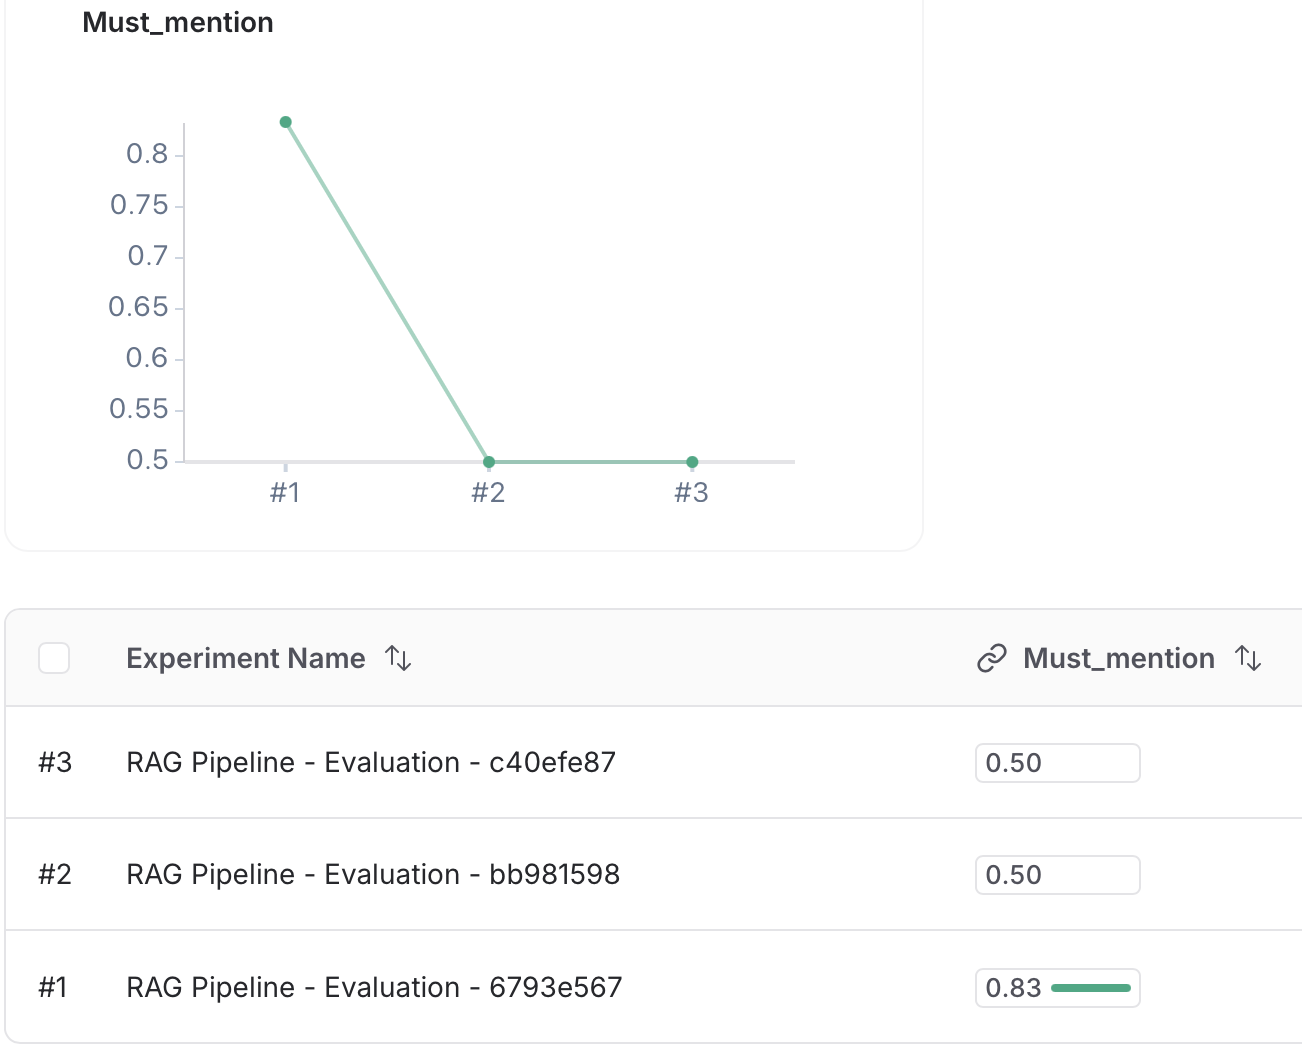 Must_mention
0.8
0.75
0.7
0.65
0.6
0.55
0.5
#1 #2 #3
Experiment Name Must_mention
#3 RAG Pipeline - Evaluation - c40efe87 0.50
#2 RAG Pipeline - Evaluation - bb981598 0.50
#1 RAG Pipeline - Evaluation - 6793e567 0.83